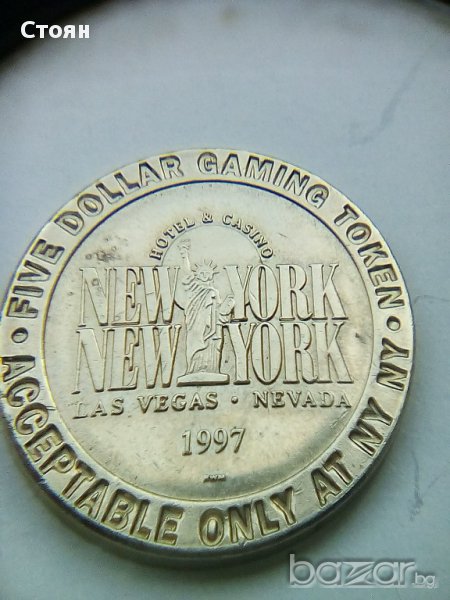 Стоян
• FIVE DOLLAR GAMING TOKEN •
HOTEL & CASINO
NEW YORK
NEW YORK
LAS VEGAS • NEVADA
1997
ACCEPTABLE ONLY AT NY NY
bazar.bg